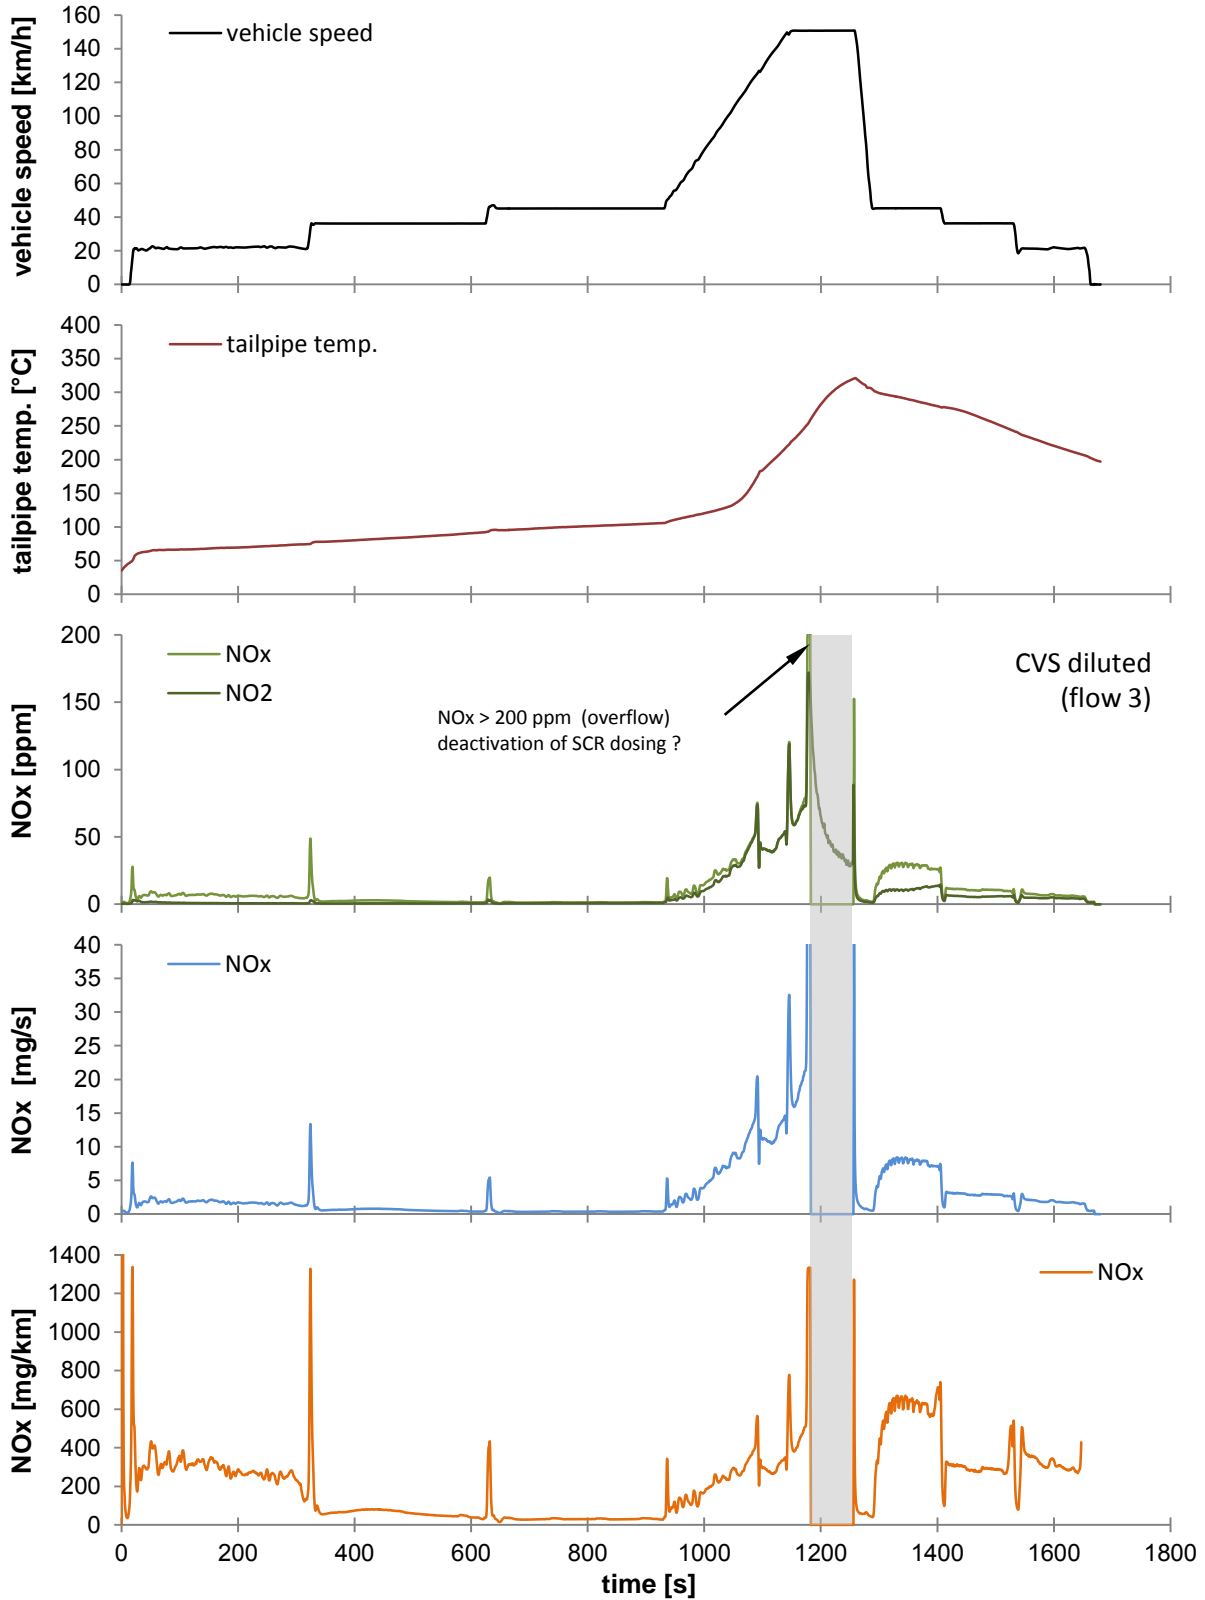 vehicle speed [km/h]
160
140
120
100
80
60
40
20
0
vehicle speed
tailpipe temp. [°C]
400
350
300
250
200
150
100
50
0
tailpipe temp.
NOx [ppm]
200
150
100
50
0
NOx
NO2
CVS diluted
(flow 3)
NOx > 200 ppm (overflow)
deactivation of SCR dosing ?
NOx [mg/s]
40
35
30
25
20
15
10
5
0
NOx
NOx [mg/km]
1400
1200
1000
800
600
400
200
0
NOx
0 200 400 600 800 1000 1200 1400 1600 1800
time [s]